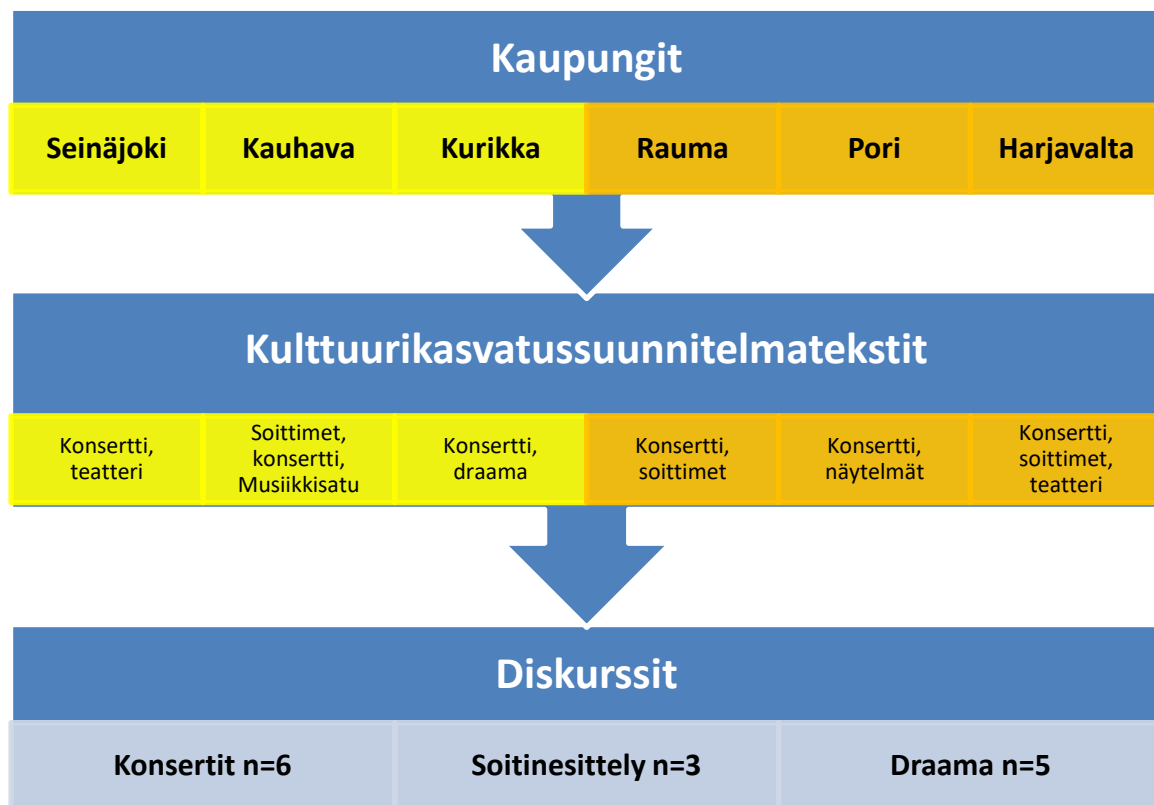 Kaupungit
Seinäjoki
Kauhava
Kurikka
Rauma
Pori
Harjavalta
Kulttuurikasvatussuunnitelmatekstit
Konsertti,
teatteri
Soittimet,
konsertti,
Musiikkisatu
Konsertti,
draama
Konsertti,
soittimet
Konsertti,
näytelmät
Konsertti,
soittimet,
teatteri
Diskurssit
Konsertit n=6
Soitinesittely n=3
Draama n=5